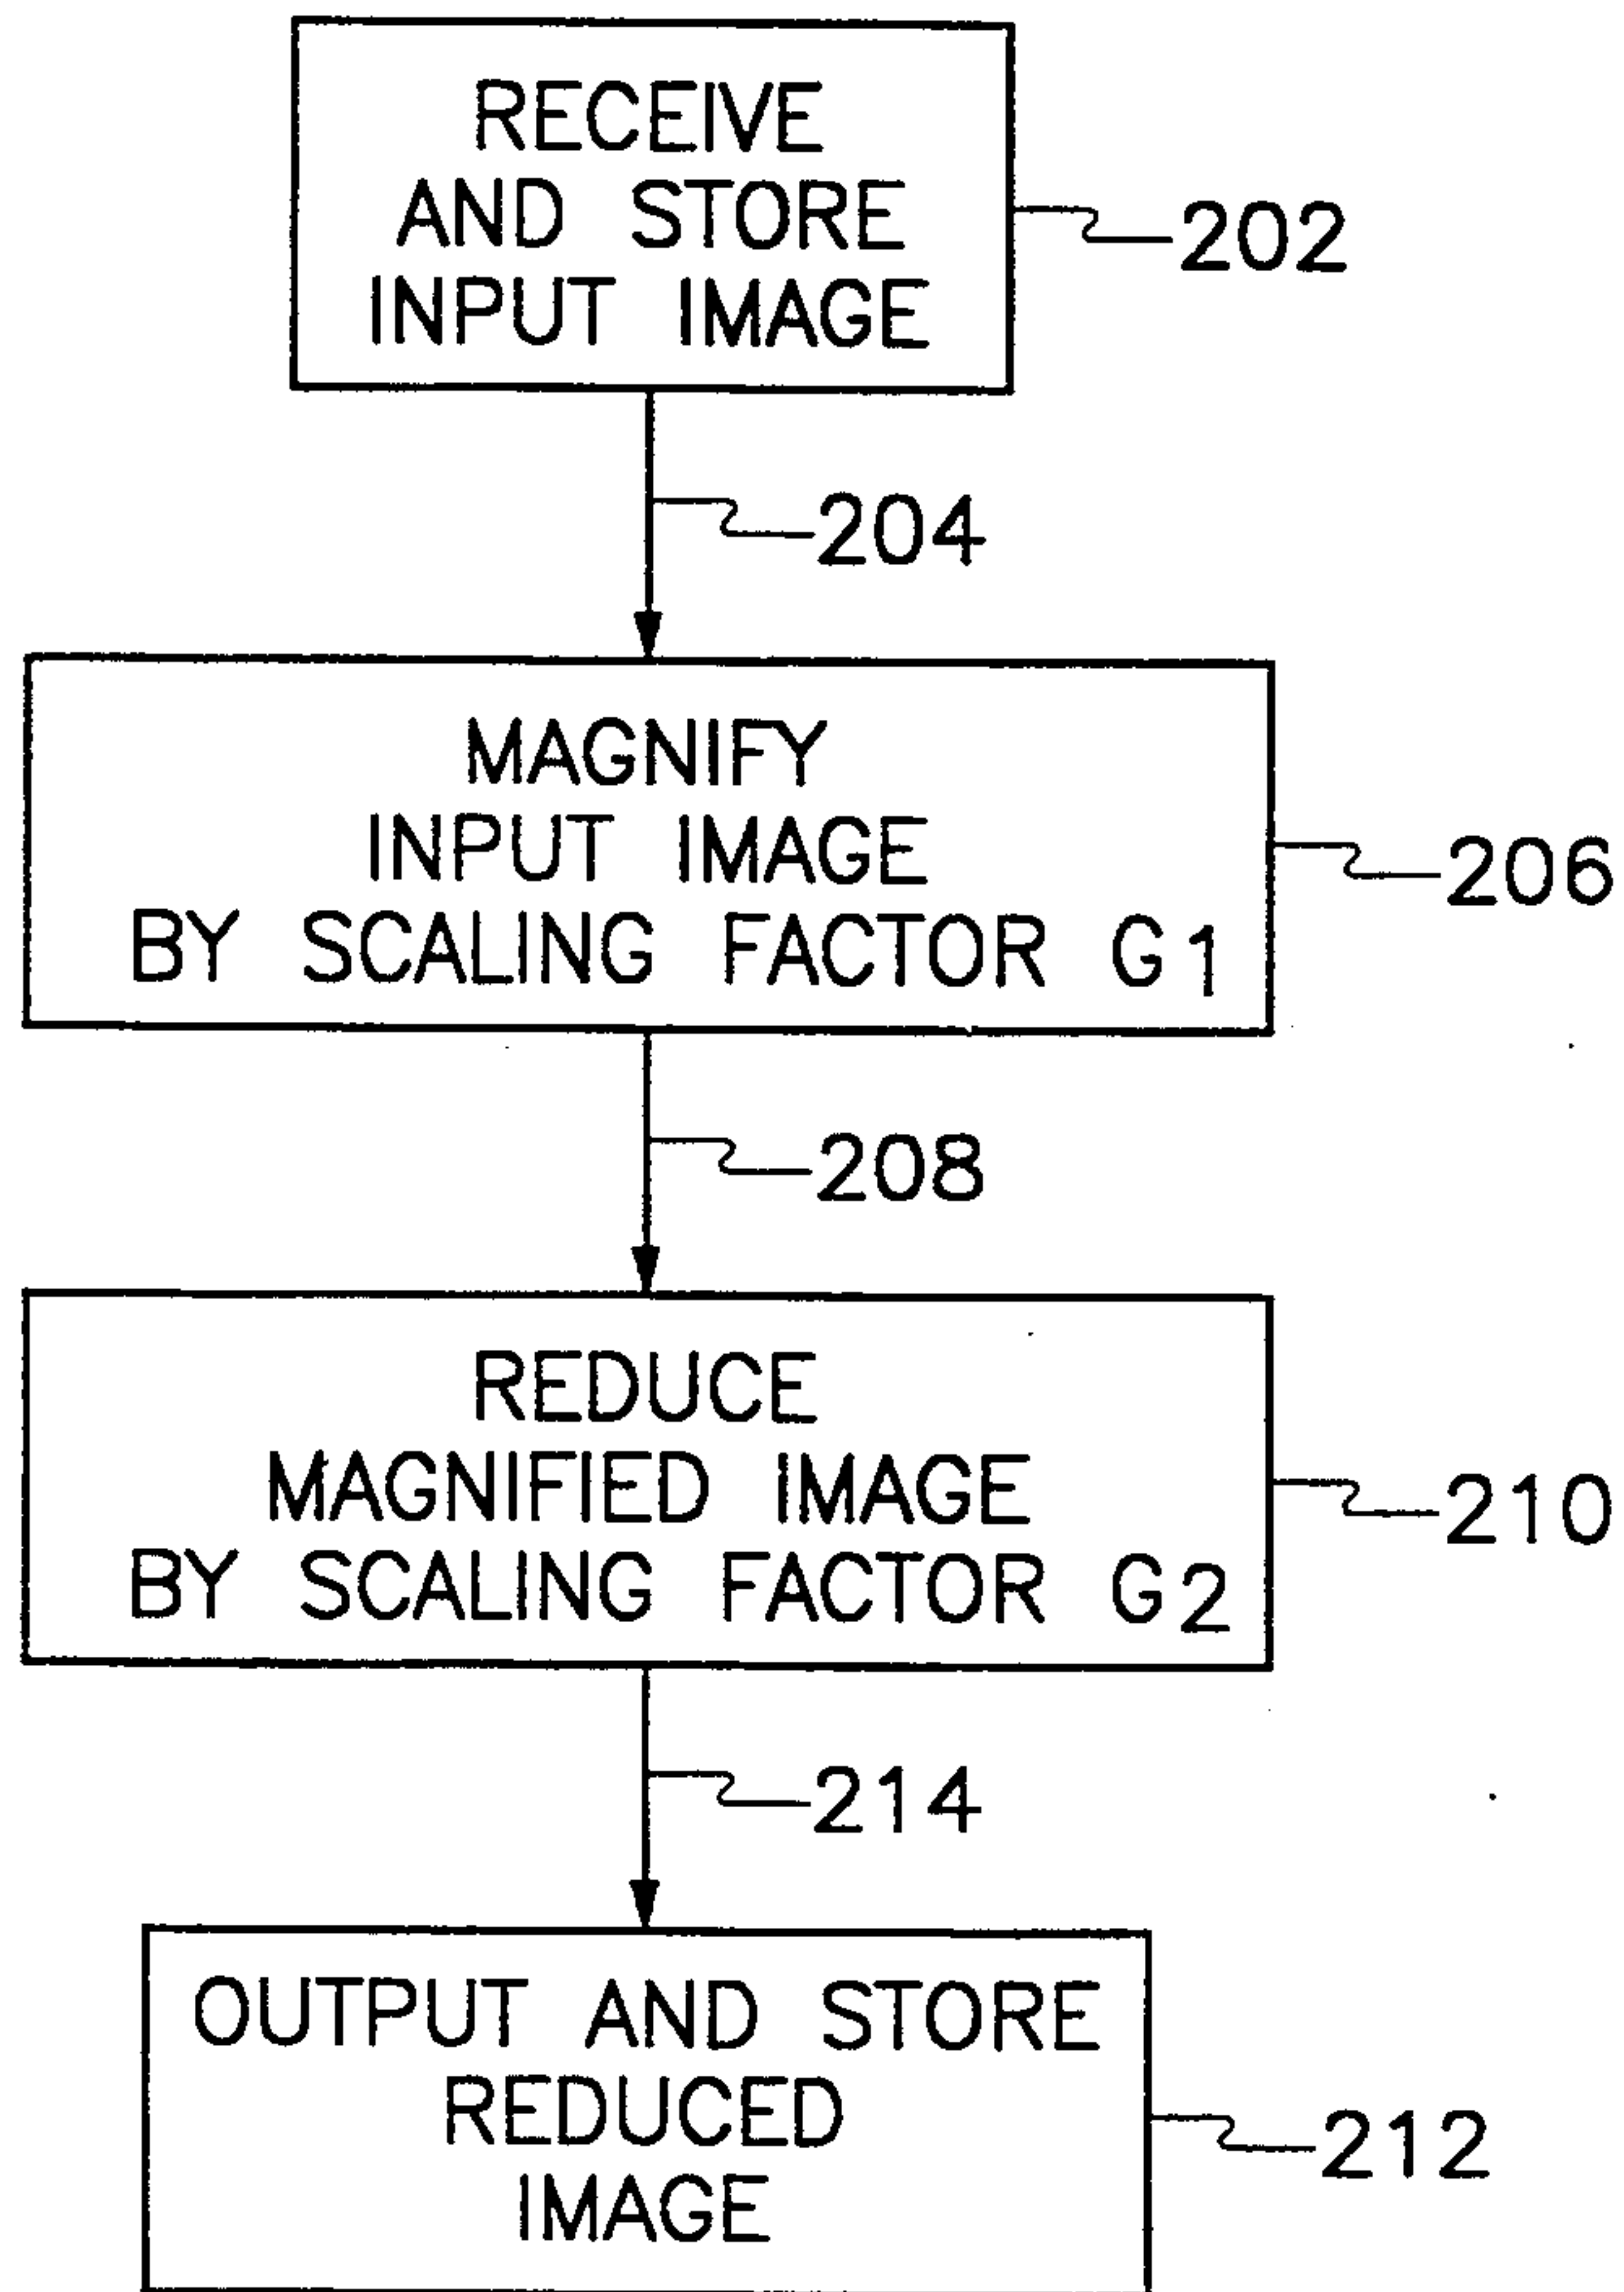 RECEIVE
AND STORE
INPUT IMAGE
202
204
MAGNIFY
INPUT IMAGE
BY SCALING FACTOR G1
206
208
REDUCE
MAGNIFIED IMAGE
BY SCALING FACTOR G2
210
214
OUTPUT AND STORE
REDUCED
IMAGE
212